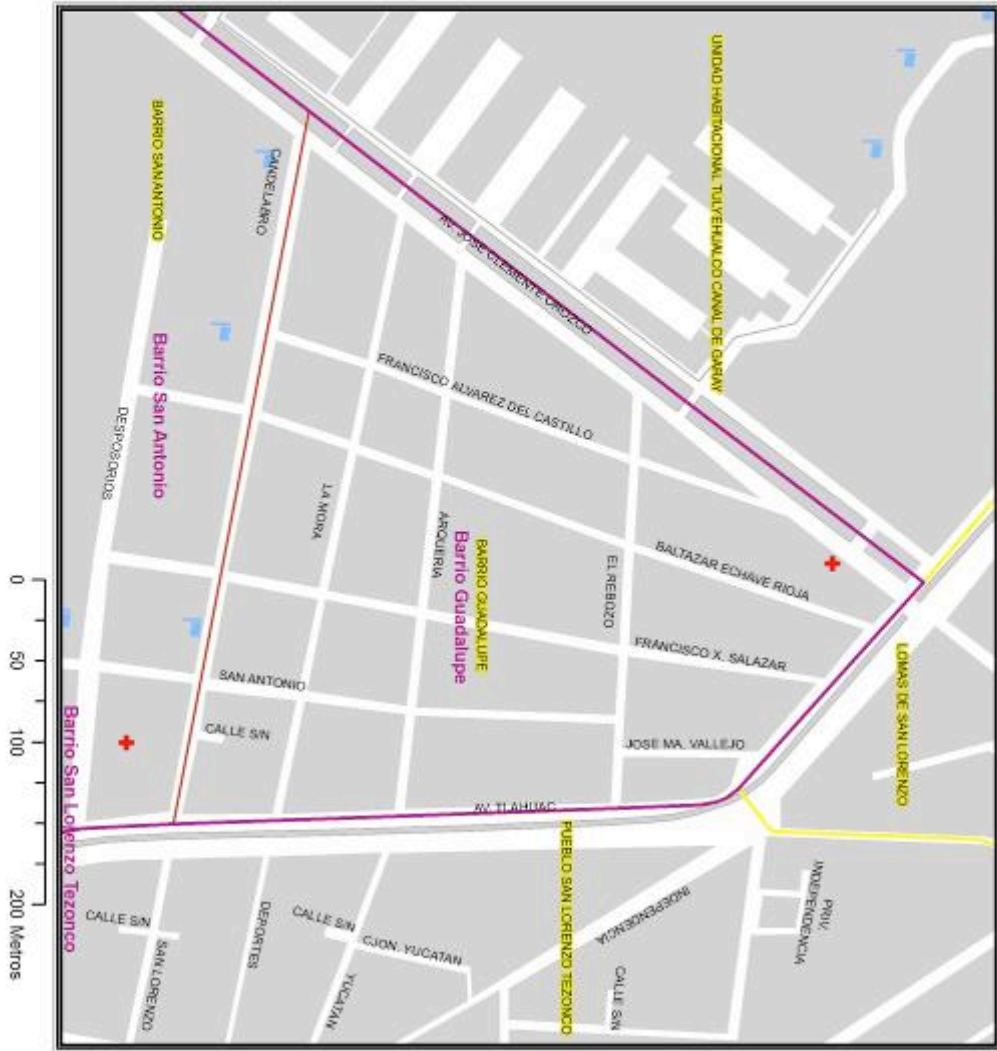 UNIDAD HABITACIONAL TULYEHUALCO CANAL DE GARAY
BARRIO SAN ANTONIO
CANDELABRO
AV. JOSE CLEMENTE OROZCO
Barrio San Antonio
DESPOSORIOS
FRANCISCO ALVAREZ DEL CASTILLO
LA MORA
ARQUERIA
BARRIO GUADALUPE
Barrio Guadalupe
EL REBOZO
BALTAZAR ECHAVE RIOJA
FRANCISCO X. SALAZAR
LOMAS DE SAN LORENZO
SAN ANTONIO
CALLE S/N
JOSE MA. VALLEJO
AV. TLAHUAC
Barrio San Lorenzo Tezonco
PUEBLO SAN LORENZO TEZONCO
INDEPENDENCIA
PRIV.
INDEPENDENCIA
CALLE S/N
SAN LORENZO
DEPORTES
CALLE S/N
CJON. YUCATAN
YUCATAN
CALLE S/N
0
50
100
200 Metros